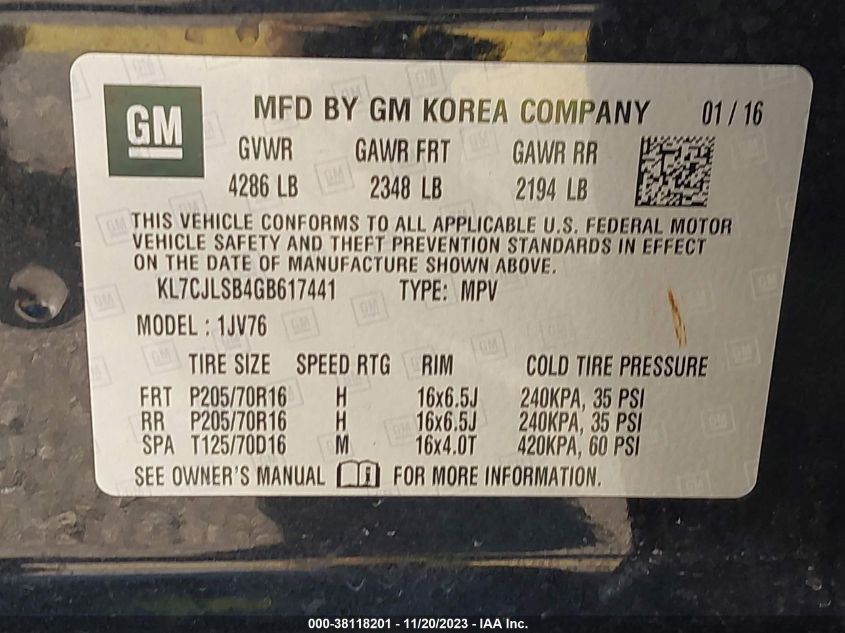 GM
MFD BY GM KOREA COMPANY 01 / 16
GVWR GAWR FRT GAWR RR
4286 LB 2348 LB 2194 LB
THIS VEHICLE CONFORMS TO ALL APPLICABLE U.S. FEDERAL MOTOR
VEHICLE SAFETY AND THEFT PREVENTION STANDARDS IN EFFECT
ON THE DATE OF MANUFACTURE SHOWN ABOVE.
KL7CJLSB4GB617441 TYPE: MPV
MODEL : 1JV76
TIRE SIZE SPEED RTG RIM COLD TIRE PRESSURE
FRT P205/70R16 H 16x6.5J 240KPA, 35 PSI
RR P205/70R16 H 16x6.5J 240KPA, 35 PSI
SPA T125/70D16 M 16x4.0T 420KPA, 60 PSI
SEE OWNER'S MANUAL FOR MORE INFORMATION.
000-38118201 - 11/20/2023 - IAA Inc.